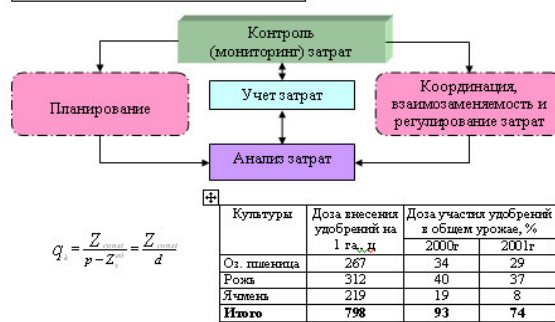 Контроль
(мониторинг) затрат
Планирование
Учет затрат
Координация,
взаимозаменяемость и
регулирование затрат
Анализ затрат
Культуры
Доза внесения
удобрений на
1 га, ц
Доза участия удобрений
в общем урожае, %
2000г
2001г
Оз. пшеница 267 34 29
Рожь 312 40 37
Ячмень 219 19 8
Итого 798 93 74
q = Z const / p − Z = Z const / d